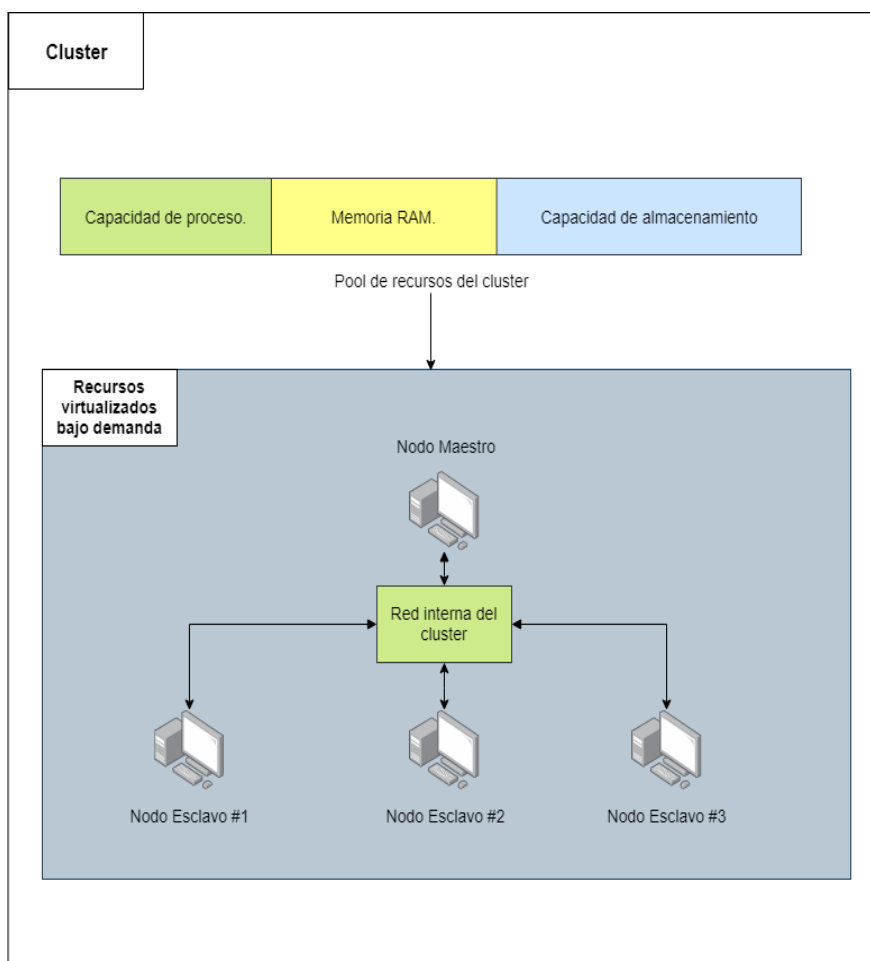 Cluster
Capacidad de proceso.
Memoria RAM.
Capacidad de almacenamiento
Pool de recursos del cluster
Recursos
virtualizados
bajo demanda
Nodo Maestro
Red interna del
cluster
Nodo Esclavo #1
Nodo Esclavo #2
Nodo Esclavo #3